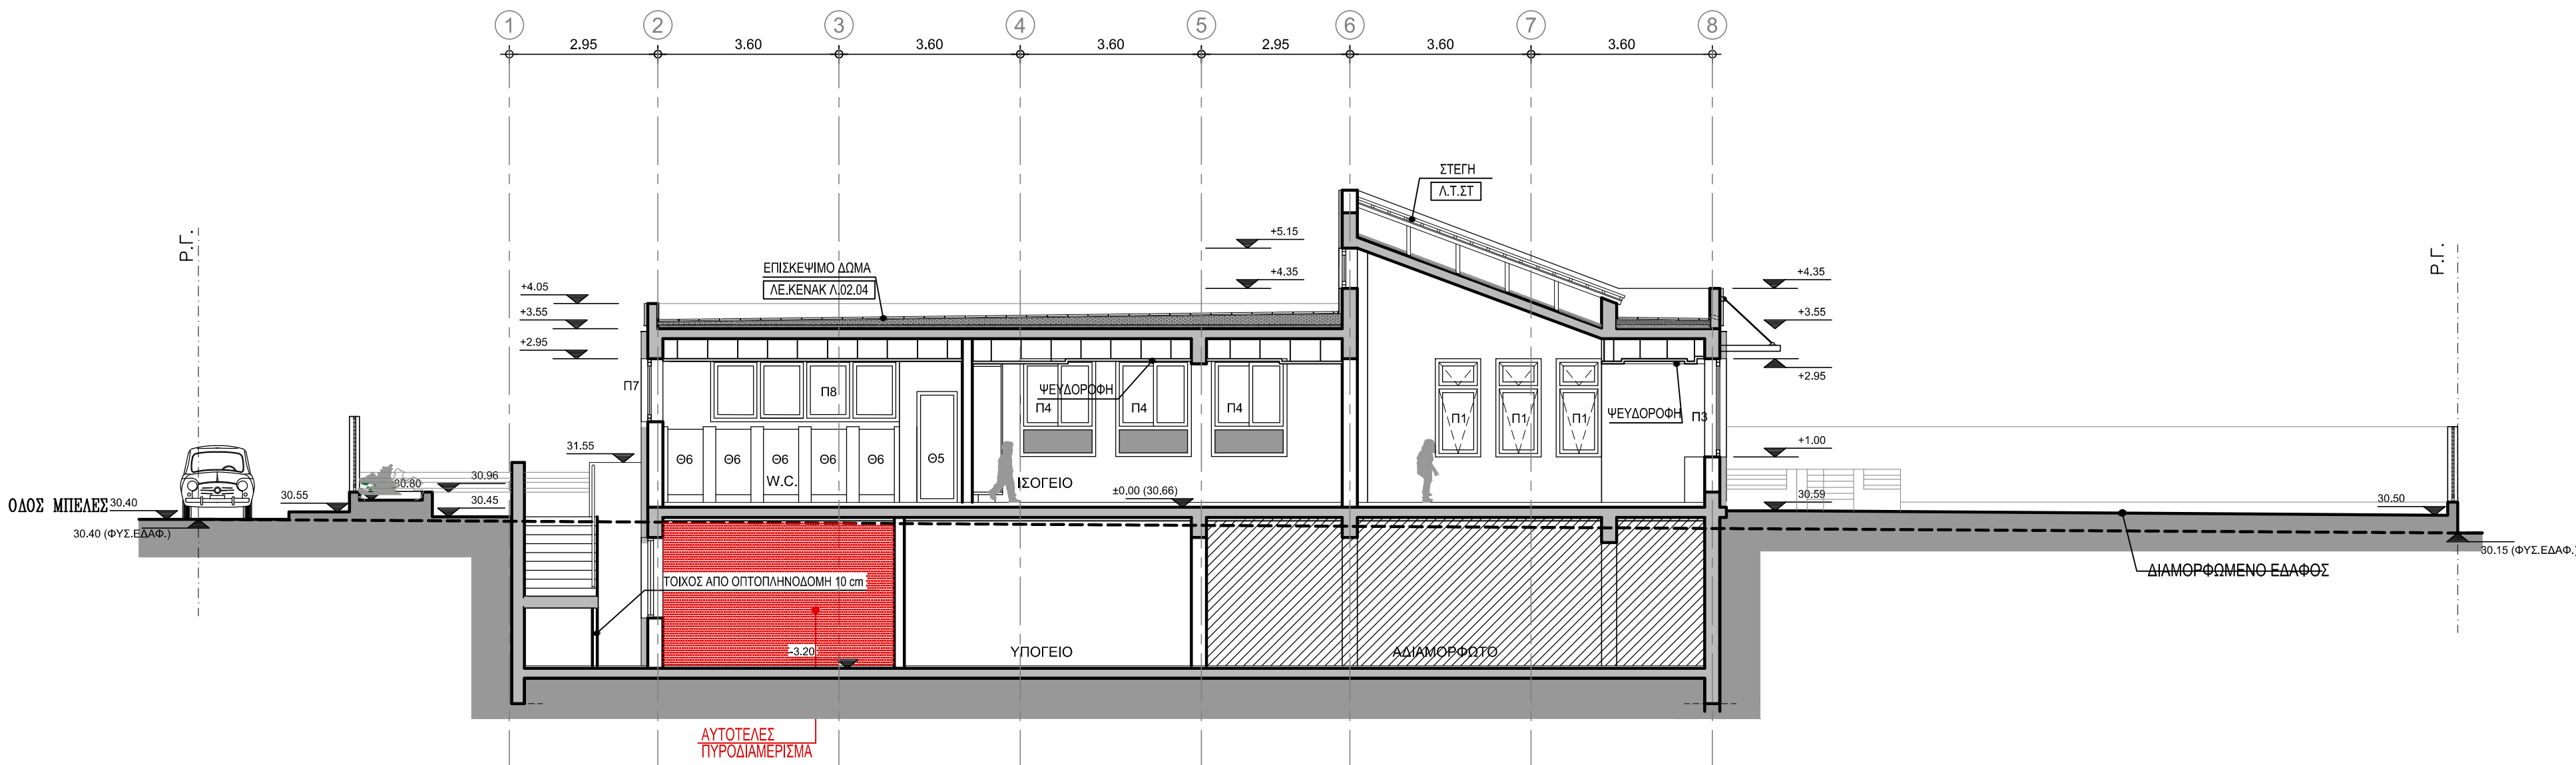 1 2 3 4 5 6 7 8
2.95 3.60 3.60 3.60 2.95 3.60 3.60
ΣΤΕΓΗ
Λ.Τ.ΣΤ
Ρ.Γ.
Ρ.Γ.
+5.15
+4.35
ΕΠΙΣΚΕΨΙΜΟ ΔΩΜΑ
ΛΕ.ΚΕΝΑΚ Λ.02.04
+4.05
+3.55
+2.95
+4.35
+3.55
+2.95
+1.00
Π7
Π8
ΨΕΥΔΟΡΟΦΗ
Π4 Π4 Π4
Π1 Π1 Π1
ΨΕΥΔΟΡΟΦΗ Π3
31.55
Θ6 Θ6 Θ6 Θ6 Θ6 Θ5
W.C.
ΙΣΟΓΕΙΟ
±0,00 (30.66)
30.96
30.80
30.45
30.55
ΟΔΟΣ ΜΠΕΛΕΣ 30.40
30.40 (ΦΥΣ.ΕΔΑΦ.)
30.59
30.50
30.15 (ΦΥΣ.ΕΔΑΦ.)
ΔΙΑΜΟΡΦΩΜΕΝΟ ΕΔΑΦΟΣ
ΤΟΙΧΟΣ ΑΠΟ ΟΠΤΟΠΛΗΝΟΔΟΜΗ 10 cm
-3.20
ΥΠΟΓΕΙΟ
ΑΔΙΑΜΟΡΦΩΤΟ
ΑΥΤΟΤΕΛΕΣ
ΠΥΡΟΔΙΑΜΕΡΙΣΜΑ